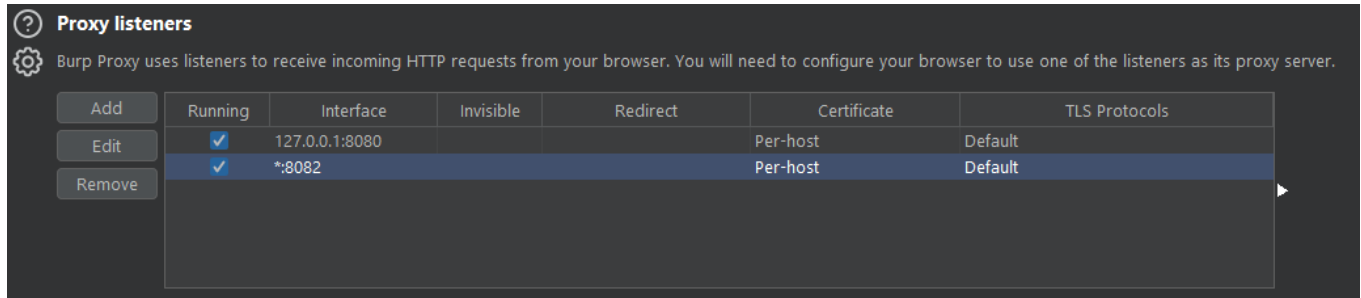 Proxy listeners
Burp Proxy uses listeners to receive incoming HTTP requests from your browser. You will need to configure your browser to use one of the listeners as its proxy server.
Add
Edit
Remove
Running Interface Invisible Redirect Certificate TLS Protocols
127.0.0.1:8080 Per-host Default
*:8082 Per-host Default